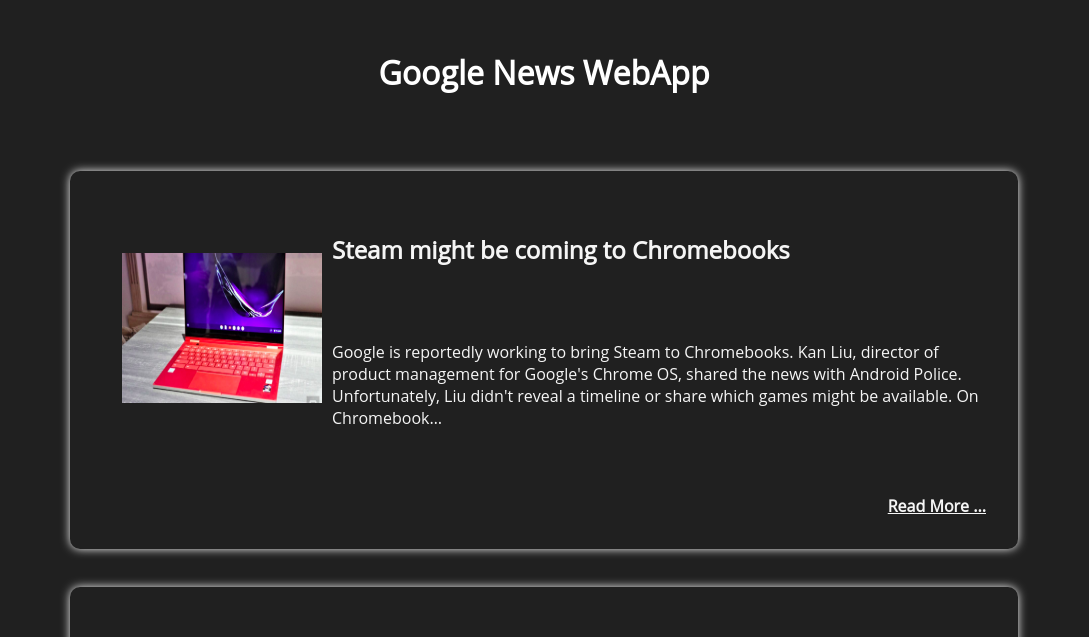 Google News WebApp
Steam might be coming to Chromebooks
Google is reportedly working to bring Steam to Chromebooks. Kan Liu, director of
product management for Google's Chrome OS, shared the news with Android Police.
Unfortunately, Liu didn't reveal a timeline or share which games might be available. On
Chromebook...
Read More ...